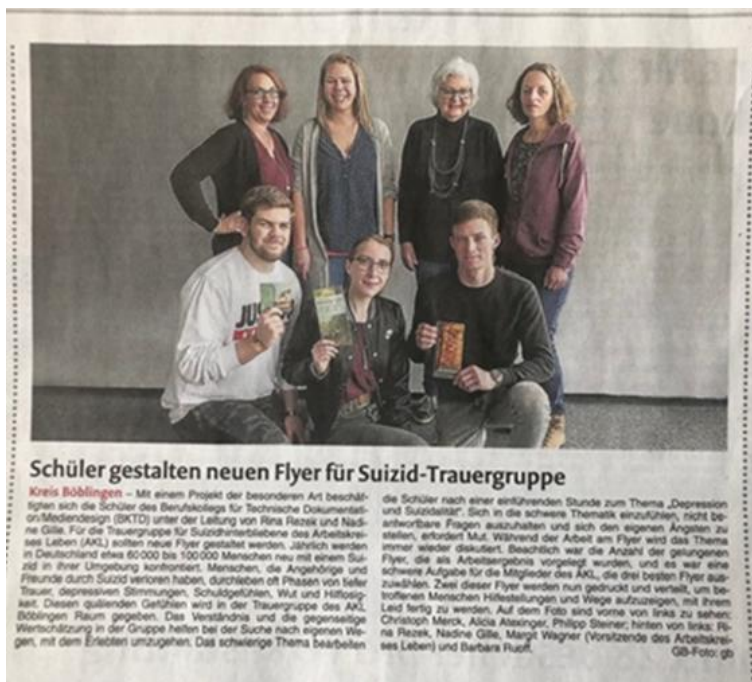 JU
Schüler gestalten neuen Flyer für Suizid-Trauergruppe
Kreis Böblingen – Mit einem Projekt der besonderen Art beschäf-
tigten sich die Schüler des Berufskollegs für Technische Dokumentati-
on/Mediendesign (BKTD) unter der Leitung von Rina Rezek und Nadi-
ne Gille. Für die Trauergruppe für Suizidhinterbliebene des Arbeitskrei-
ses Leben (AKL) sollten neue Flyer gestaltet werden. Jährlich werden
in Deutschland etwa 60 000 bis 100 000 Menschen neu mit einem Sui-
zid in ihrer Umgebung konfrontiert. Menschen, die Angehörige und
Freunde durch Suizid verloren haben, durchleben oft Phasen von tiefer
Trauer, depressiven Stimmungen, Schuldgefühlen, Wut und Hilflosig-
keit. Diesen quälenden Gefühlen wird in der Trauergruppe des AKL
Böblingen Raum gegeben. Das Verständnis und die gegenseitige
Wertschätzung in der Gruppe helfen bei der Suche nach eigenen We-
gen, mit dem Erlebten umzugehen. Das schwierige Thema bearbeiten
die Schüler nach einer einführenden Stunde zum Thema „Depression
und Suizidalität". Sich in die schwere Thematik einzufühlen, nicht be-
antwortbare Fragen auszuhalten und sich den eigenen Ängsten zu
stellen, erfordert Mut. Während der Arbeit am Flyer wird das Thema
immer wieder diskutiert. Beachtlich war die Anzahl der gelungenen
Flyer, die als Arbeitsergebnis vorgelegt wurden, und es war eine
schwere Aufgabe für die Mitglieder des AKL, die drei besten Flyer aus-
zuwählen. Zwei dieser Flyer werden nun gedruckt und verteilt, um be-
troffenen Menschen Hilfestellungen und Wege aufzuzeigen, mit ihrem
Leid fertig zu werden. Auf dem Foto sind vorne von links zu sehen:
Christoph Merck, Alicia Atexinger, Philipp Steiner; hinten von links: Ri-
na Rezek, Nadine Gille, Margit Wagner (Vorsitzende des Arbeitskrei-
ses Leben) und Barbara Ruoff.
GB-Foto: gb